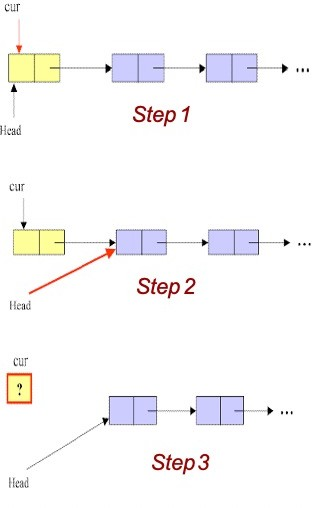 cur
...
Head
Step 1
cur
...
Head
Step 2
cur
?
...
Head
Step 3